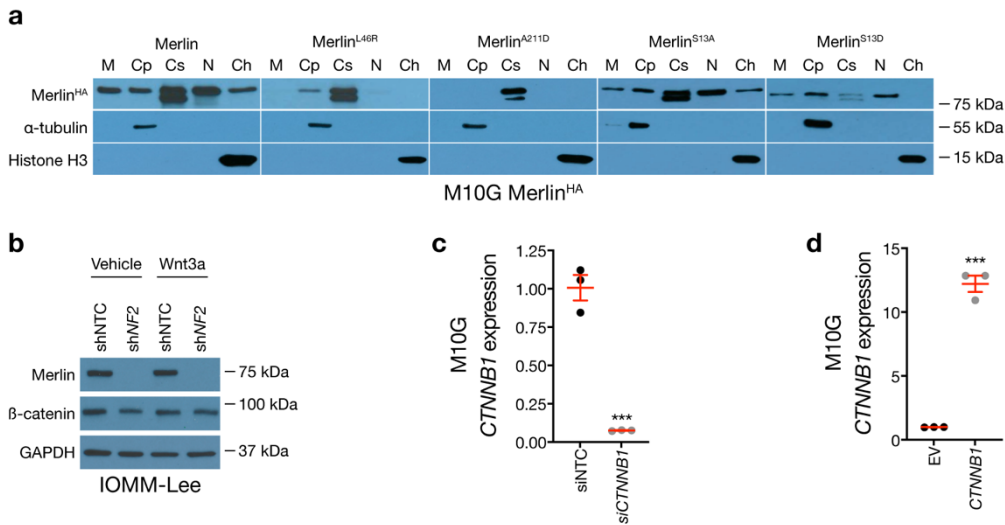 a
Merlin MerlinL46R MerlinA211D MerlinS13A MerlinS13D
M Cp Cs N Ch M Cp Cs N Ch M Cp Cs N Ch M Cp Cs N Ch M Cp Cs N Ch
MerlinHA
75 kDa
α-tubulin
55 kDa
Histone H3
15 kDa
M10G MerlinHA
b
Vehicle Wnt3a
shNTC shNF2 shNTC shNF2
Merlin
75 kDa
ß-catenin
100 kDa
GAPDH
37 kDa
IOMM-Lee
c
M10G
CTNNB1 expression
1.25
1.00
0.75
0.50
0.25
0.00
***
siNTC siCTNNB1
d
M10G
CTNNB1 expression
15
10
5
0
***
EV CTNNB1